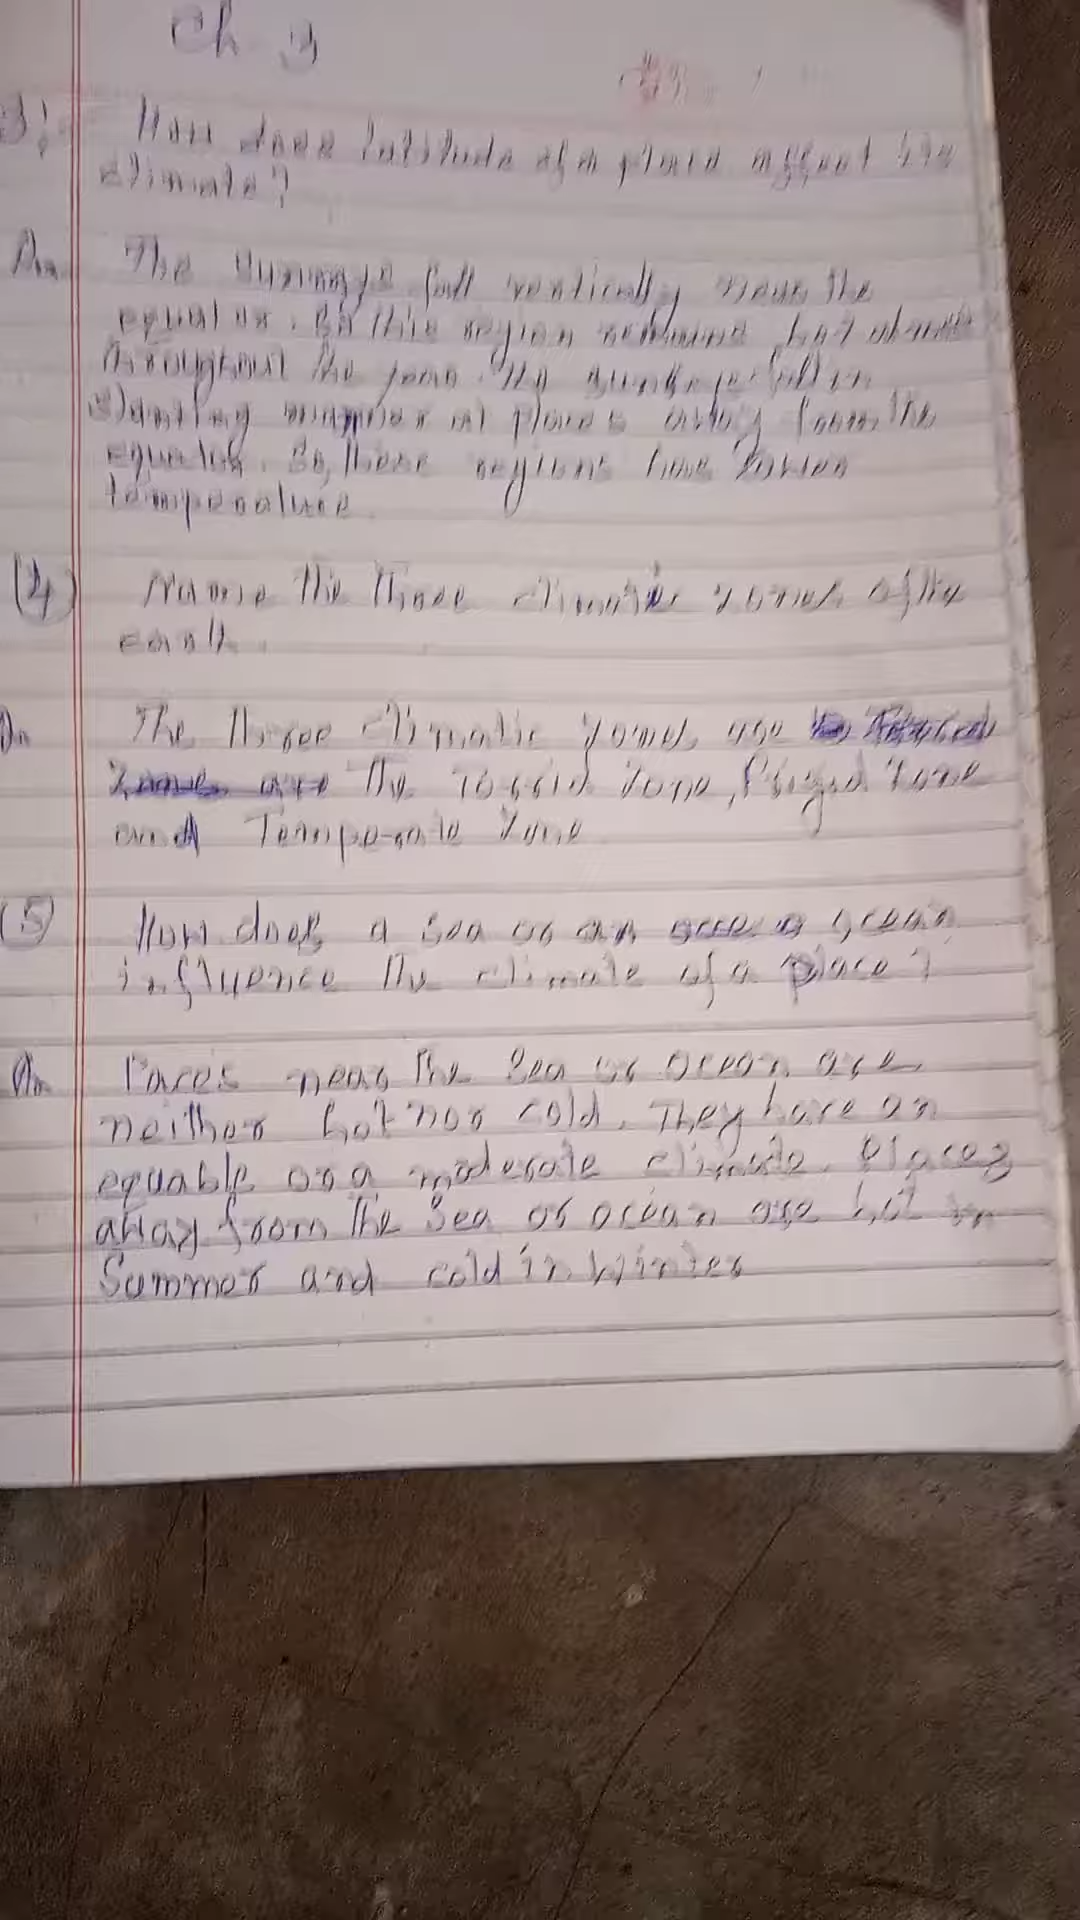 Ch 3
3. How does latitude of a place affect its
climate?
Ans The sunrays fall vertically near the
equator. So this region remains hot almost
throughout the year. The sunrays fall in
slanting manner at places away from the
equator. So, these regions have lower
temperature.
(4) Name the three climatic zones of the
earth.
An The three climatic zones are
the Torrid zone, Frigid zone
and Temperate zone
(5) How does a sea or an ocean
influence the climate of a place?
An Paces near the Sea or ocean are
neither hot nor cold. They have an
equable or a moderate climate. Places
away from the Sea or ocean are hot in
Summer and cold in winter